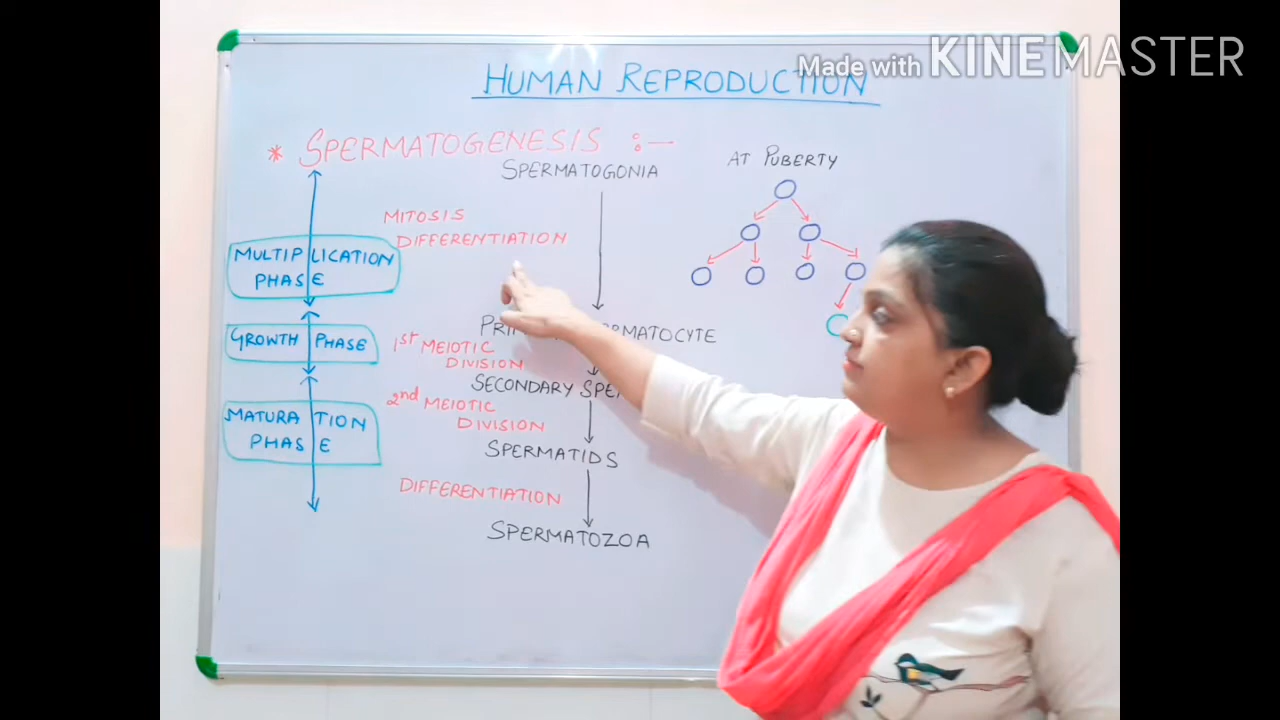 Made with KINEMASTER
HUMAN REPRODUCTION
* SPERMATOGENESIS :-
SPERMATOGONIA
AT PUBERTY
MITOSIS
DIFFERENTIATION
MULTIPLICATION
PHASE
GROWTH PHASE
1st MEIOTIC
DIVISION
SECONDARY
MATURATION
PHASE
2nd MEIOTIC
DIVISION
SPERMATIDS
DIFFERENTIATION
SPERMATOZOA